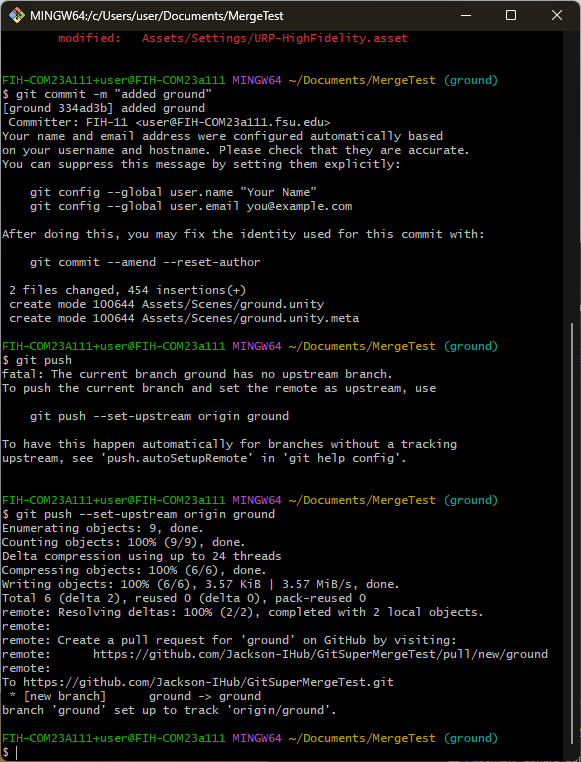 MINGW64:/c/Users/user/Documents/MergeTest
modified:   Assets/Settings/URP-HighFidelity.asset
FIH-COM23A111+user@FIH-COM23a111 MINGW64 ~/Documents/MergeTest (ground)
$ git commit -m "added ground"
[ground 334ad3b] added ground
Committer: FIH-11 <user@FIH-COM23a111.fsu.edu>
Your name and email address were configured automatically based
on your username and hostname. Please check that they are accurate.
You can suppress this message by setting them explicitly:
git config --global user.name "Your Name"
git config --global user.email you@example.com
After doing this, you may fix the identity used for this commit with:
git commit --amend --reset-author
2 files changed, 454 insertions(+)
create mode 100644 Assets/Scenes/ground.unity
create mode 100644 Assets/Scenes/ground.unity.meta
FIH-COM23A111+user@FIH-COM23a111 MINGW64 ~/Documents/MergeTest (ground)
$ git push
fatal: The current branch ground has no upstream branch.
To push the current branch and set the remote as upstream, use
git push --set-upstream origin ground
To have this happen automatically for branches without a tracking
upstream, see 'push.autoSetupRemote' in 'git help config'.
FIH-COM23A111+user@FIH-COM23a111 MINGW64 ~/Documents/MergeTest (ground)
$ git push --set-upstream origin ground
Enumerating objects: 9, done.
Counting objects: 100% (9/9), done.
Delta compression using up to 24 threads
Compressing objects: 100% (6/6), done.
Writing objects: 100% (6/6), 3.57 KiB | 3.57 MiB/s, done.
Total 6 (delta 2), reused 0 (delta 0), pack-reused 0
remote: Resolving deltas: 100% (2/2), completed with 2 local objects.
remote:
remote: Create a pull request for 'ground' on GitHub by visiting:
remote:      https://github.com/Jackson-IHub/GitSuperMergeTest/pull/new/ground
remote:
To https://github.com/Jackson-IHub/GitSuperMergeTest.git
* [new branch]      ground -> ground
branch 'ground' set up to track 'origin/ground'.
FIH-COM23A111+user@FIH-COM23a111 MINGW64 ~/Documents/MergeTest (ground)
$